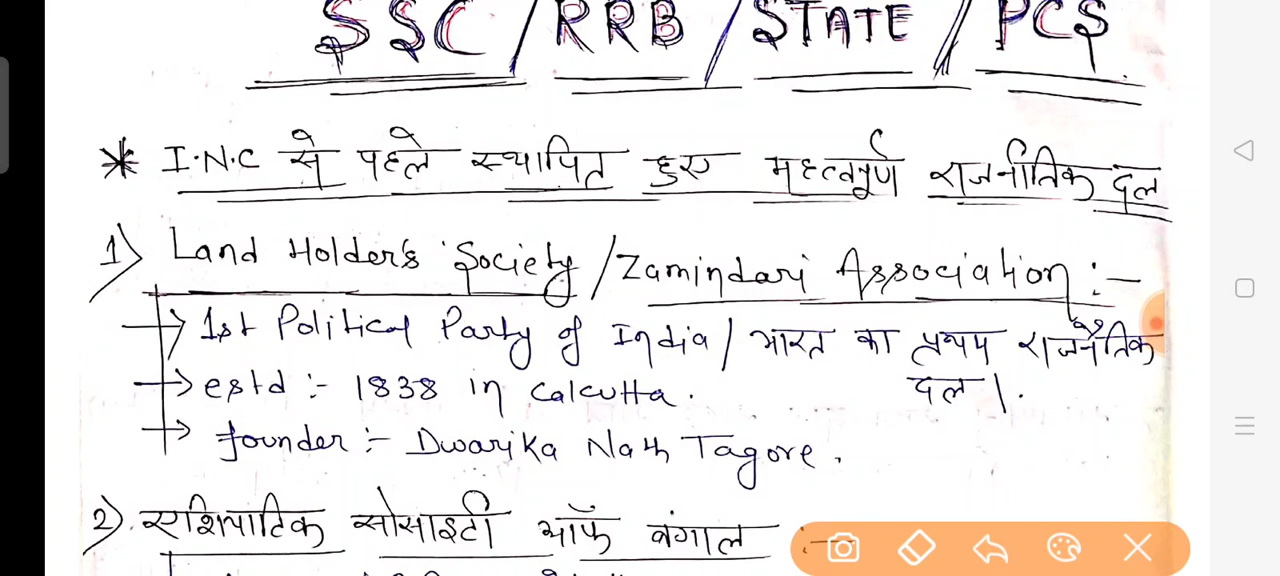 SSC/RRB/STATE/PCS
* I.N.C से पहले स्थापित हुए महत्वपूर्ण राजनीतिक दल
1) Land Holder's Society/Zamindari Association :-
→ 1st Political Party of India/भारत का प्रथम राजनैतिक
दल।.
→ estd :- 1838 in Calcutta.
→ founder :- Dwarika Nath Tagore.
2) एशियाटिक सोसाइटी ऑफ बंगाल :-